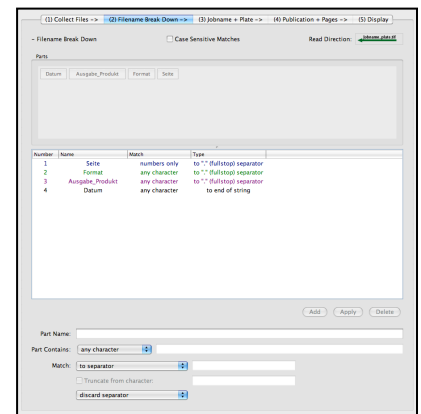 (1) Collect Files -> (2) Filename Break Down -> (3) Jobname + Plate -> (4) Publication + Pages -> (5) Display
– Filename Break Down Case Sensitive Matches Read Direction: Jobname_plate.tif
Parts
Datum Ausgabe_Produkt Format Seite
Number Name Match Type
1 Seite numbers only to "." (fullstop) separator
2 Format any character to "." (fullstop) separator
3 Ausgabe_Produkt any character to "." (fullstop) separator
4 Datum any character to end of string
Add Apply Delete
Part Name:
Part Contains: any character
Match: to separator
Truncate from character:
discard separator